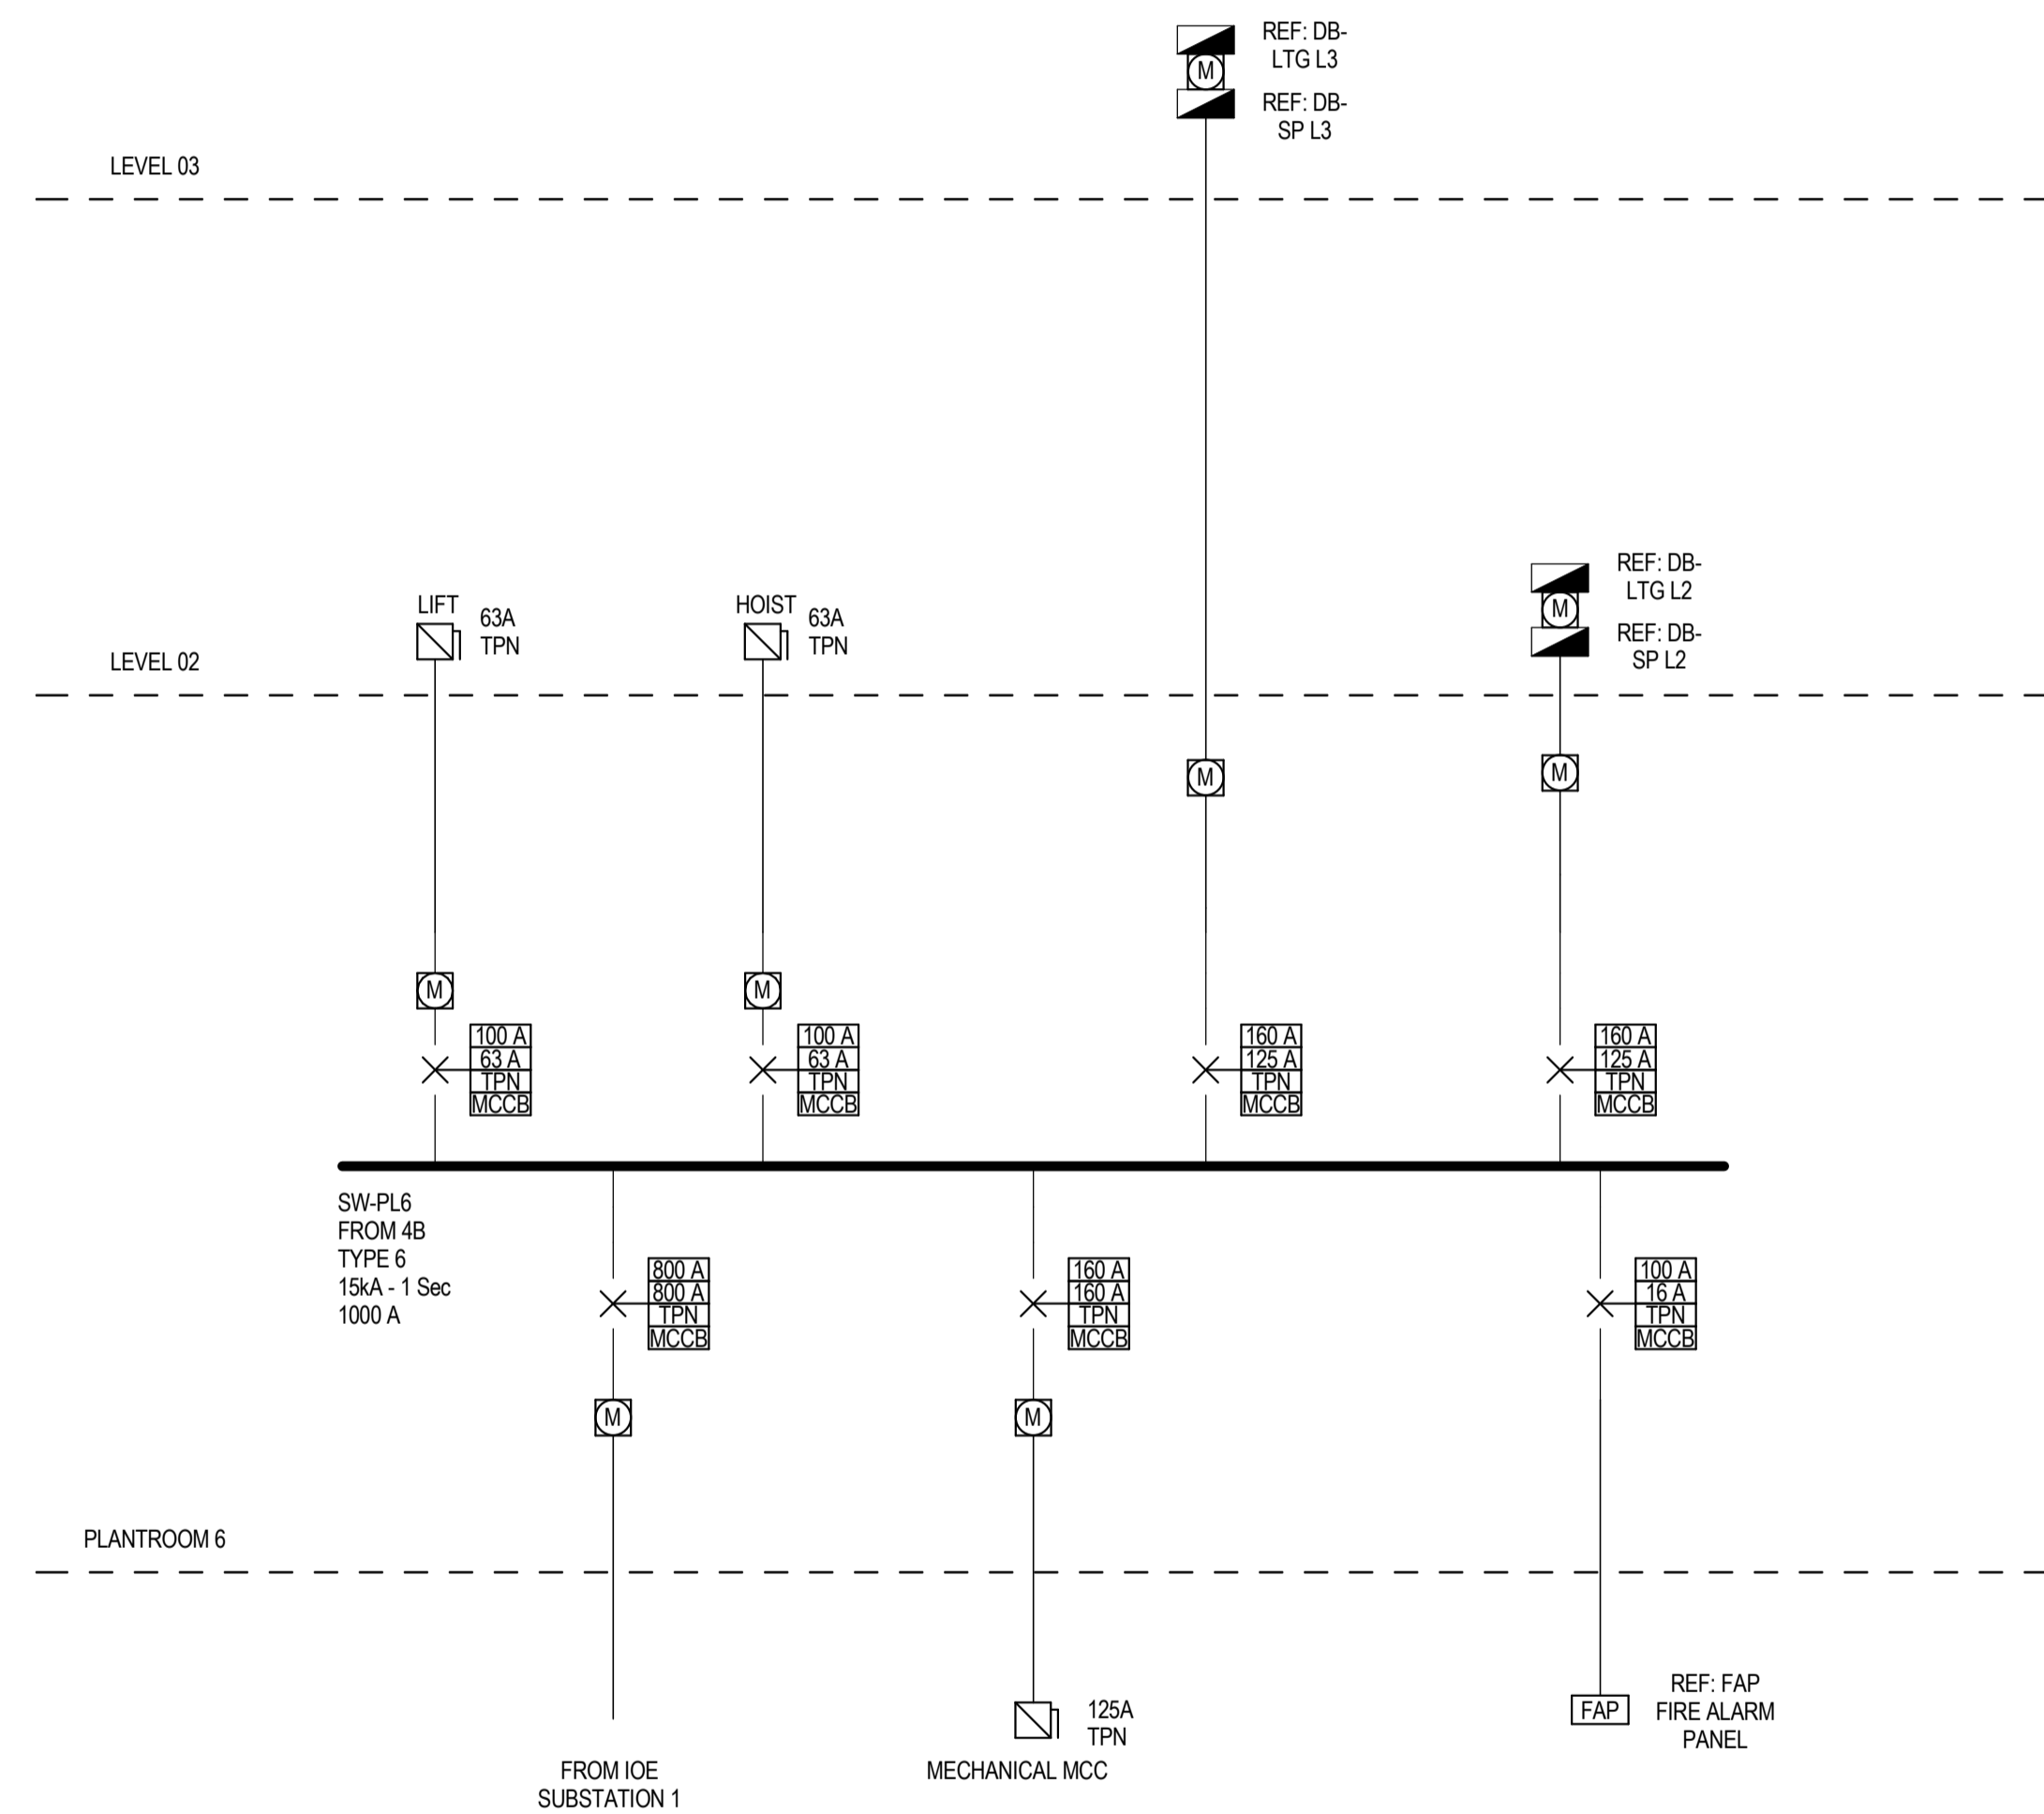 REF: DB-
LTG L3
M
REF: DB-
SP L3
LEVEL 03
REF: DB-
LTG L2
M
REF: DB-
SP L2
LIFT
63A
TPN
HOIST
63A
TPN
LEVEL 02
M
M
M
M
100 A
63 A
TPN
MCCB
100 A
63 A
TPN
MCCB
160 A
125 A
TPN
MCCB
160 A
125 A
TPN
MCCB
SW-PL6
FROM 4B
TYPE 6
15kA - 1 Sec
1000 A
800 A
800 A
TPN
MCCB
160 A
160 A
TPN
MCCB
100 A
16 A
TPN
MCCB
M
M
PLANTROOM 6
FROM IOE
SUBSTATION 1
125A
TPN
MECHANICAL MCC
FAP
REF: FAP
FIRE ALARM
PANEL